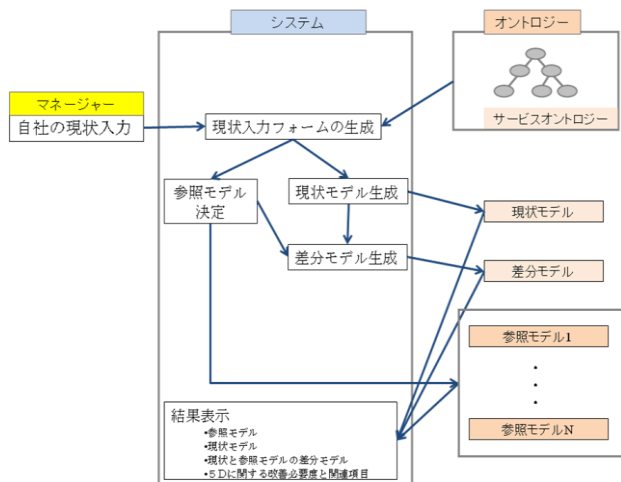 システム
オントロジー
マネージャー
自社の現状入力
現状入力フォームの生成
サービスオントロジー
参照モデル
決定
現状モデル生成
現状モデル
差分モデル生成
差分モデル
参照モデル1
・
・
・
参照モデルN
結果表示
•参照モデル
•現状モデル
•現状と参照モデルの差分モデル
•５Dに関する改善必要度と関連項目